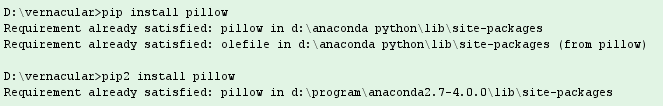 D:\vernacular>pip install pillow
Requirement already satisfied: pillow in d:\anaconda python\lib\site-packages
Requirement already satisfied: olefile in d:\anaconda python\lib\site-packages (from pillow)
D:\vernacular>pip2 install pillow
Requirement already satisfied: pillow in d:\program\anaconda2.7-4.0.0\lib\site-packages